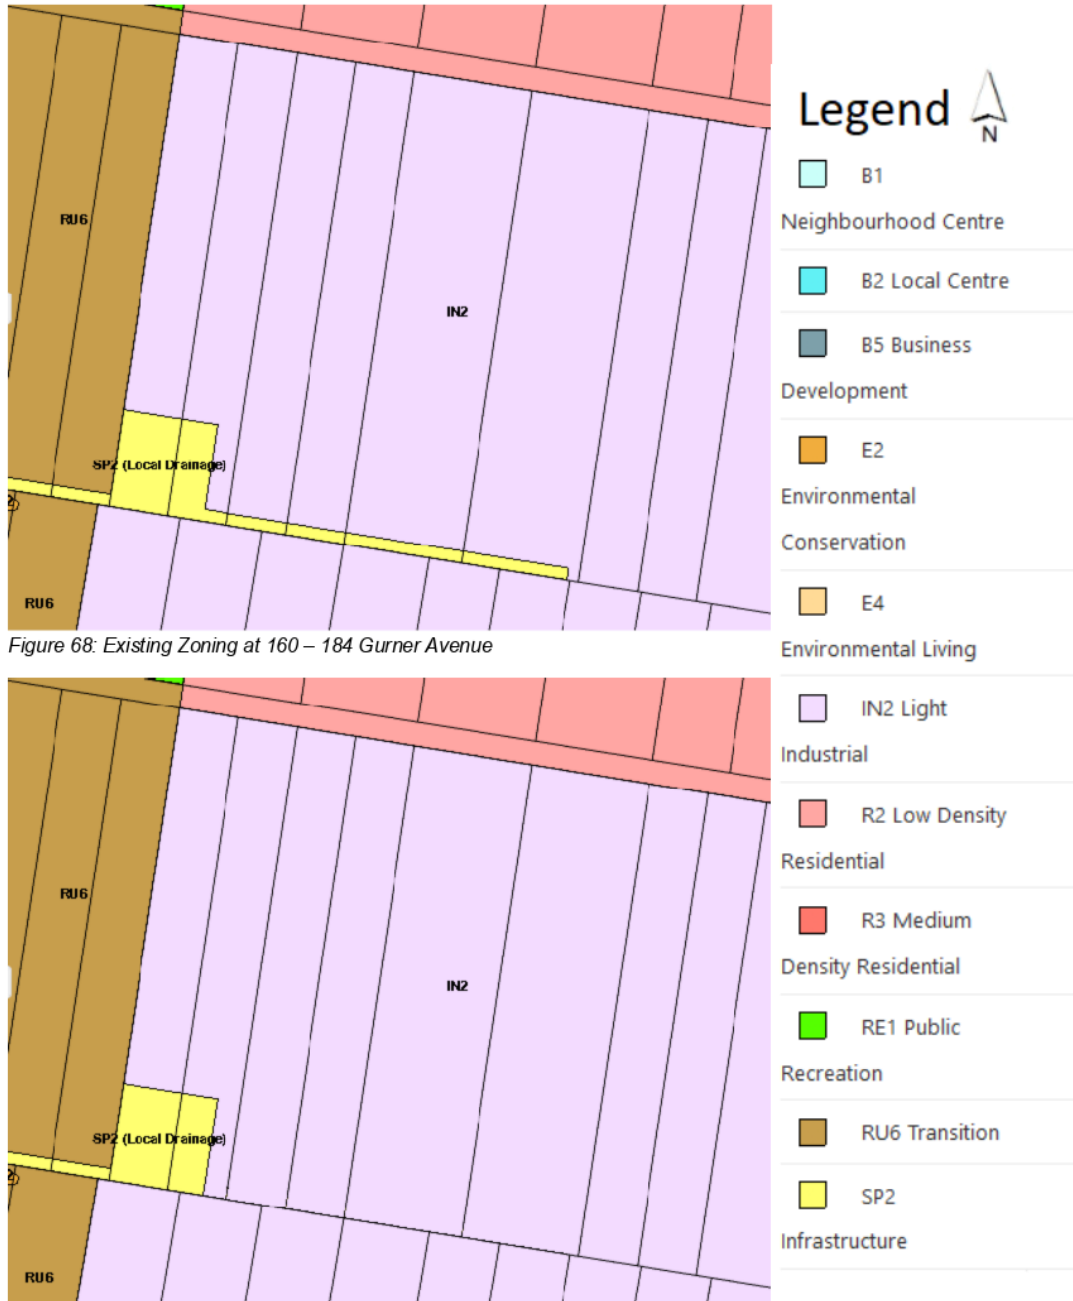 RU6
IN2
SP2 (Local Drainage)
RU6
Figure 68: Existing Zoning at 160 – 184 Gurner Avenue
RU6
IN2
SP2 (Local Drainage)
RU6
Legend
N
B1
Neighbourhood Centre
B2 Local Centre
B5 Business
Development
E2
Environmental
Conservation
E4
Environmental Living
IN2 Light
Industrial
R2 Low Density
Residential
R3 Medium
Density Residential
RE1 Public
Recreation
RU6 Transition
SP2
Infrastructure